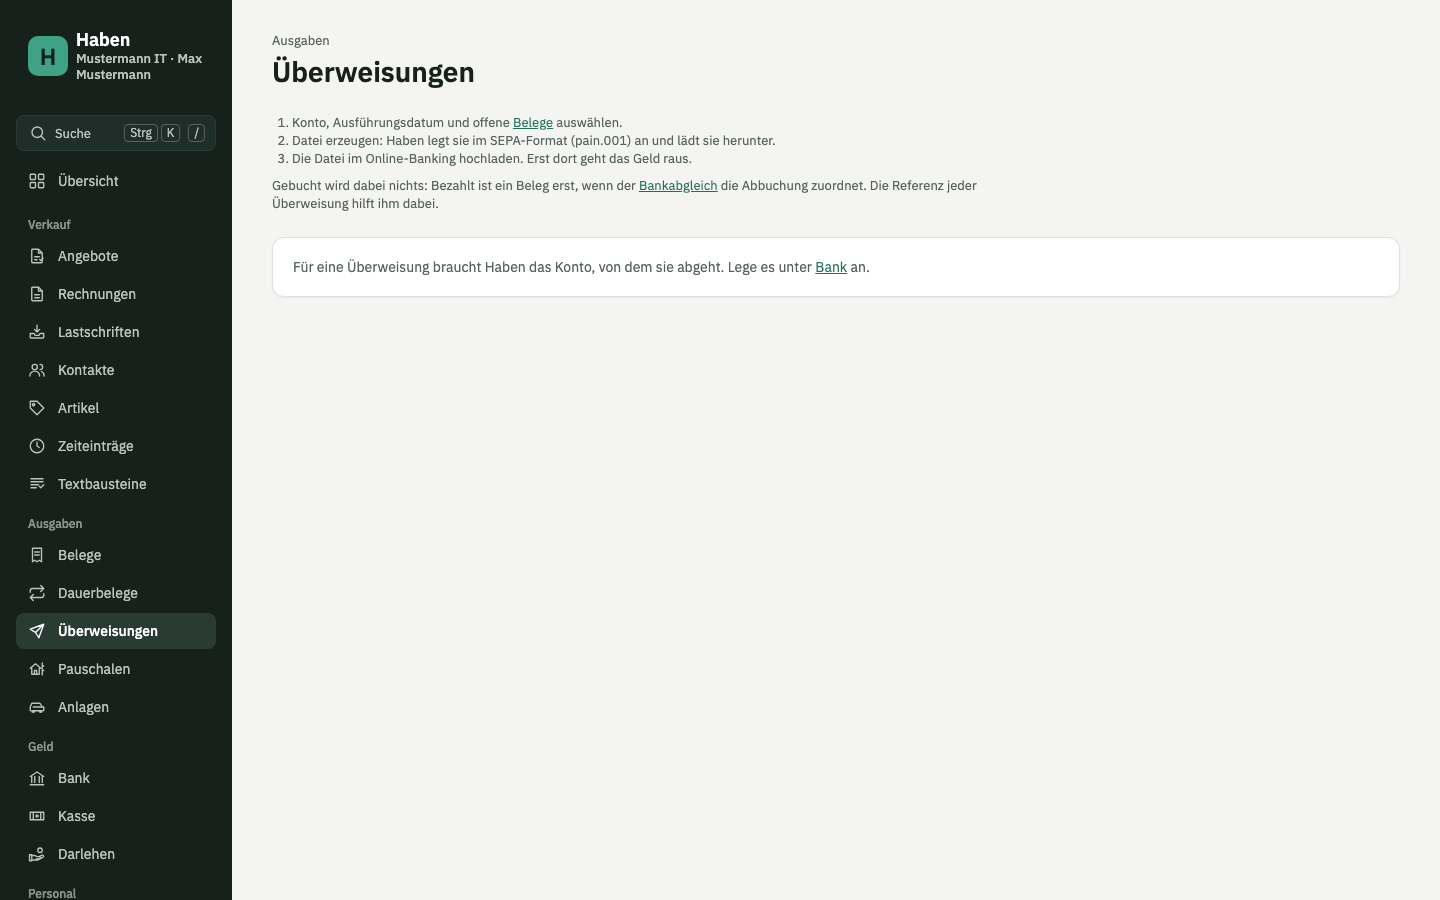 H
Haben
Mustermann IT · Max
Mustermann
Suche Strg K /
Übersicht
Verkauf
Angebote
Rechnungen
Lastschriften
Kontakte
Artikel
Zeiteinträge
Textbausteine
Ausgaben
Belege
Dauerbelege
Überweisungen
Pauschalen
Anlagen
Geld
Bank
Kasse
Darlehen
Personal
Ausgaben
Überweisungen
1. Konto, Ausführungsdatum und offene Belege auswählen.
2. Datei erzeugen: Haben legt sie im SEPA-Format (pain.001) an und lädt sie herunter.
3. Die Datei im Online-Banking hochladen. Erst dort geht das Geld raus.
Gebucht wird dabei nichts: Bezahlt ist ein Beleg erst, wenn der Bankabgleich die Abbuchung zuordnet. Die Referenz jeder
Überweisung hilft ihm dabei.
Für eine Überweisung braucht Haben das Konto, von dem sie abgeht. Lege es unter Bank an.